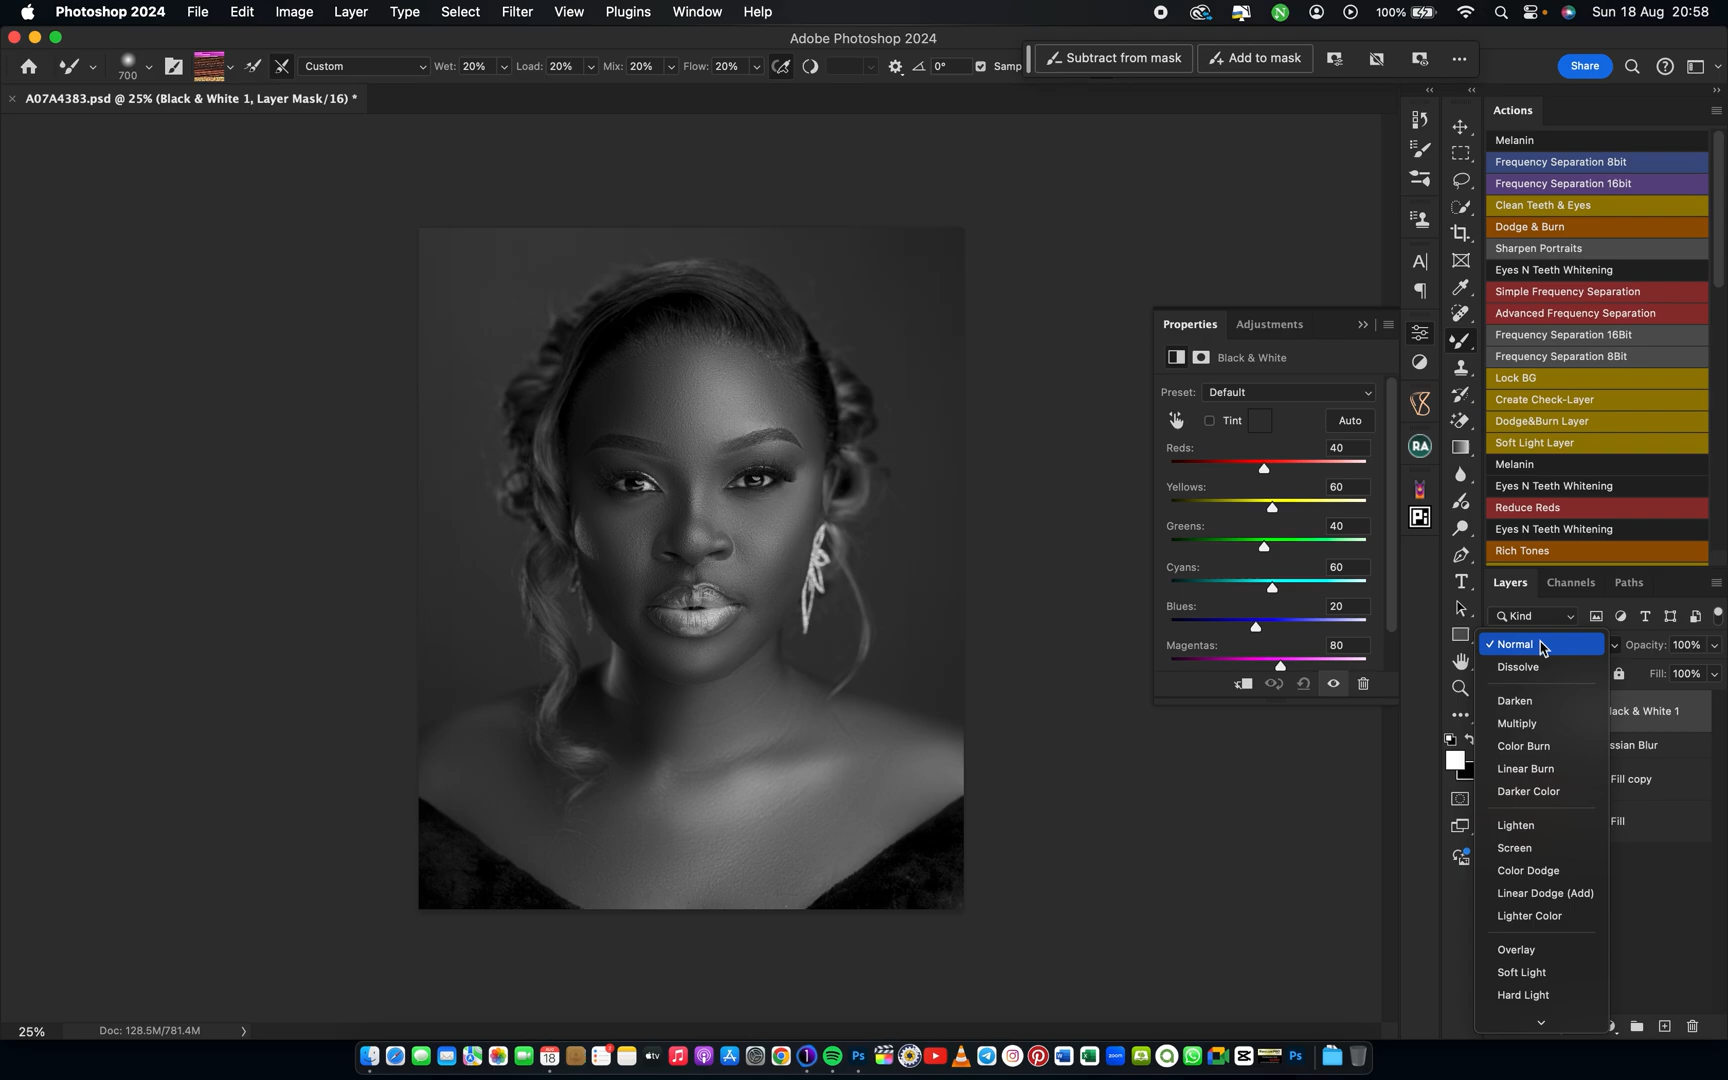 Photoshop 2024 File Edit Image Layer Type Select Filter View Plugins Window Help 100% Sun 18 Aug 20:58
Adobe Photoshop 2024
Subtract from mask Add to mask
700 Custom Wet: 20% Load: 20% Mix: 20% Flow: 20% 0° Samp Share
A07A4383.psd @ 25% (Black & White 1, Layer Mask/16) *
Actions
Melanin
Frequency Separation 8bit
Frequency Separation 16bit
Clean Teeth & Eyes
Dodge & Burn
Sharpen Portraits
Eyes N Teeth Whitening
Simple Frequency Separation
Advanced Frequency Separation
Frequency Separation 16Bit
Frequency Separation 8Bit
Lock BG
Create Check-Layer
Dodge&Burn Layer
Soft Light Layer
Melanin
Eyes N Teeth Whitening
Reduce Reds
Eyes N Teeth Whitening
Rich Tones
Properties Adjustments
Black & White
Preset: Default
Tint Auto
Reds: 40
Yellows: 60
Greens: 40
Cyans: 60
Blues: 20
Magentas: 80
RA
Pi
Layers Channels Paths
Kind
Normal Opacity: 100%
Dissolve
Fill: 100%
Darken
lack & White 1
Multiply
Color Burn
ssian Blur
Linear Burn
Fill copy
Darker Color
Fill
Lighten
Screen
Color Dodge
Linear Dodge (Add)
Lighter Color
Overlay
Soft Light
Hard Light
25% Doc: 128.5M/781.4M
AUG
18
tv
Ps
zoom
Ps